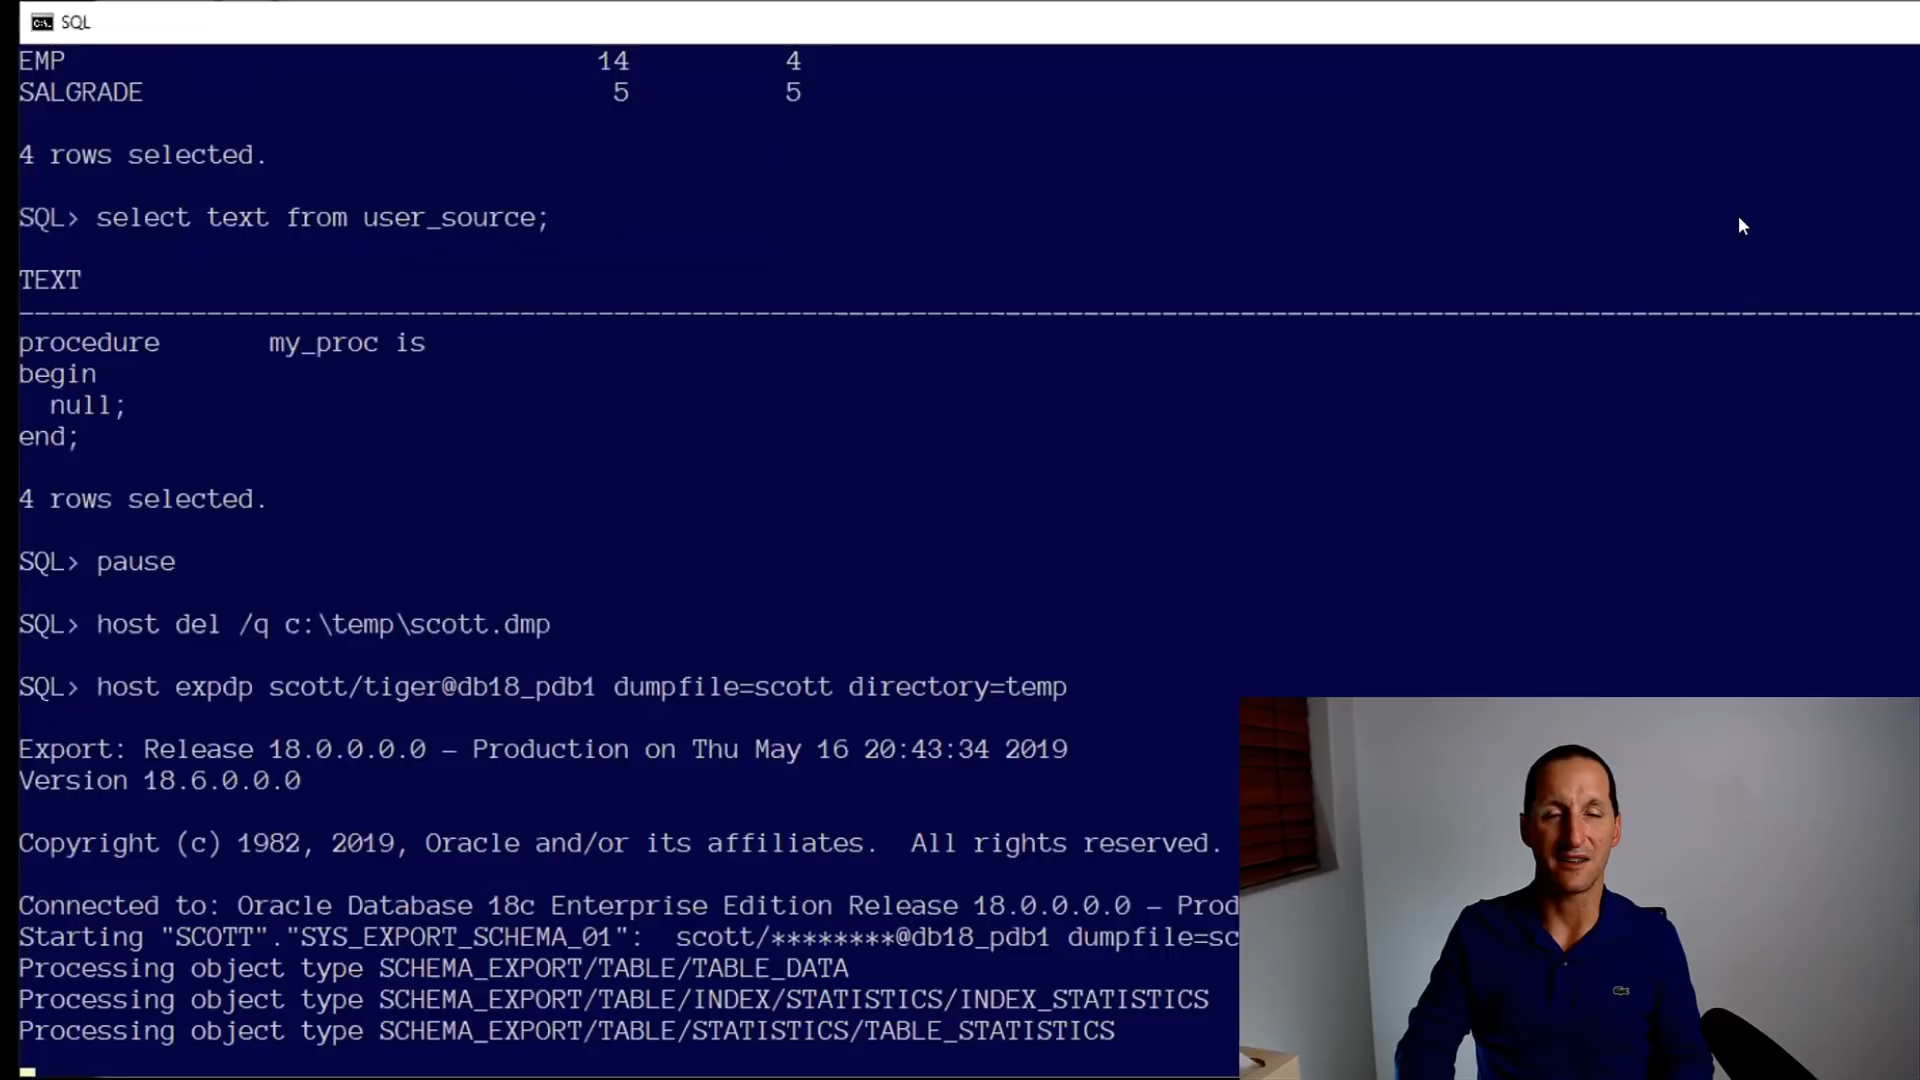 SQL
EMP 14 4
SALGRADE 5 5
4 rows selected.
SQL> select text from user_source;
TEXT
procedure my_proc is
begin
null;
end;
4 rows selected.
SQL> pause
SQL> host del /q c:\temp\scott.dmp
SQL> host expdp scott/tiger@db18_pdb1 dumpfile=scott directory=temp
Export: Release 18.0.0.0.0 – Production on Thu May 16 20:43:34 2019
Version 18.6.0.0.0
Copyright (c) 1982, 2019, Oracle and/or its affiliates. All rights reserved.
Connected to: Oracle Database 18c Enterprise Edition Release 18.0.0.0.0 – Prod
Starting "SCOTT"."SYS_EXPORT_SCHEMA_01": scott/********@db18_pdb1 dumpfile=sc
Processing object type SCHEMA_EXPORT/TABLE/TABLE_DATA
Processing object type SCHEMA_EXPORT/TABLE/INDEX/STATISTICS/INDEX_STATISTICS
Processing object type SCHEMA_EXPORT/TABLE/STATISTICS/TABLE_STATISTICS